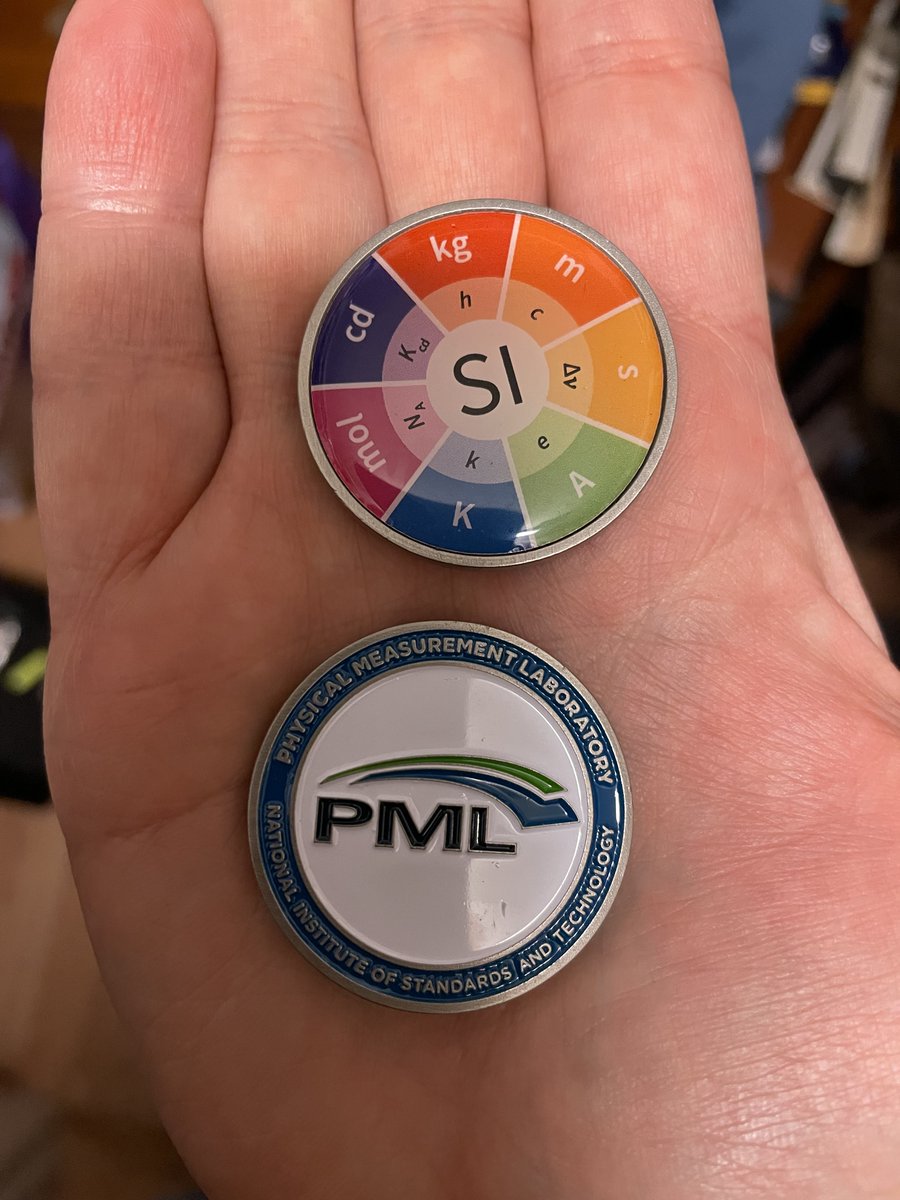 kg
m
s
A
K
mol
cd
h
c
Δν
e
k
NA
Kcd
SI
PHYSICAL MEASUREMENT LABORATORY
PML
NATIONAL INSTITUTE OF STANDARDS AND TECHNOLOGY